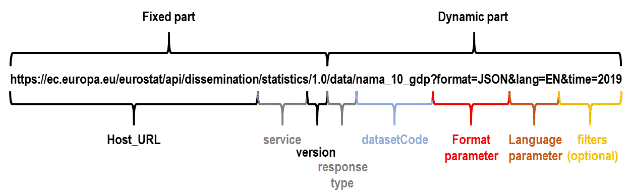 Fixed part Dynamic part
https://ec.europa.eu/eurostat/api/dissemination/statistics/1.0/data/nama_10_gdp?format=JSON&lang=EN&time=2019
Host_URL service datasetCode Format Language filters
version parameter parameter (optional)
response
type